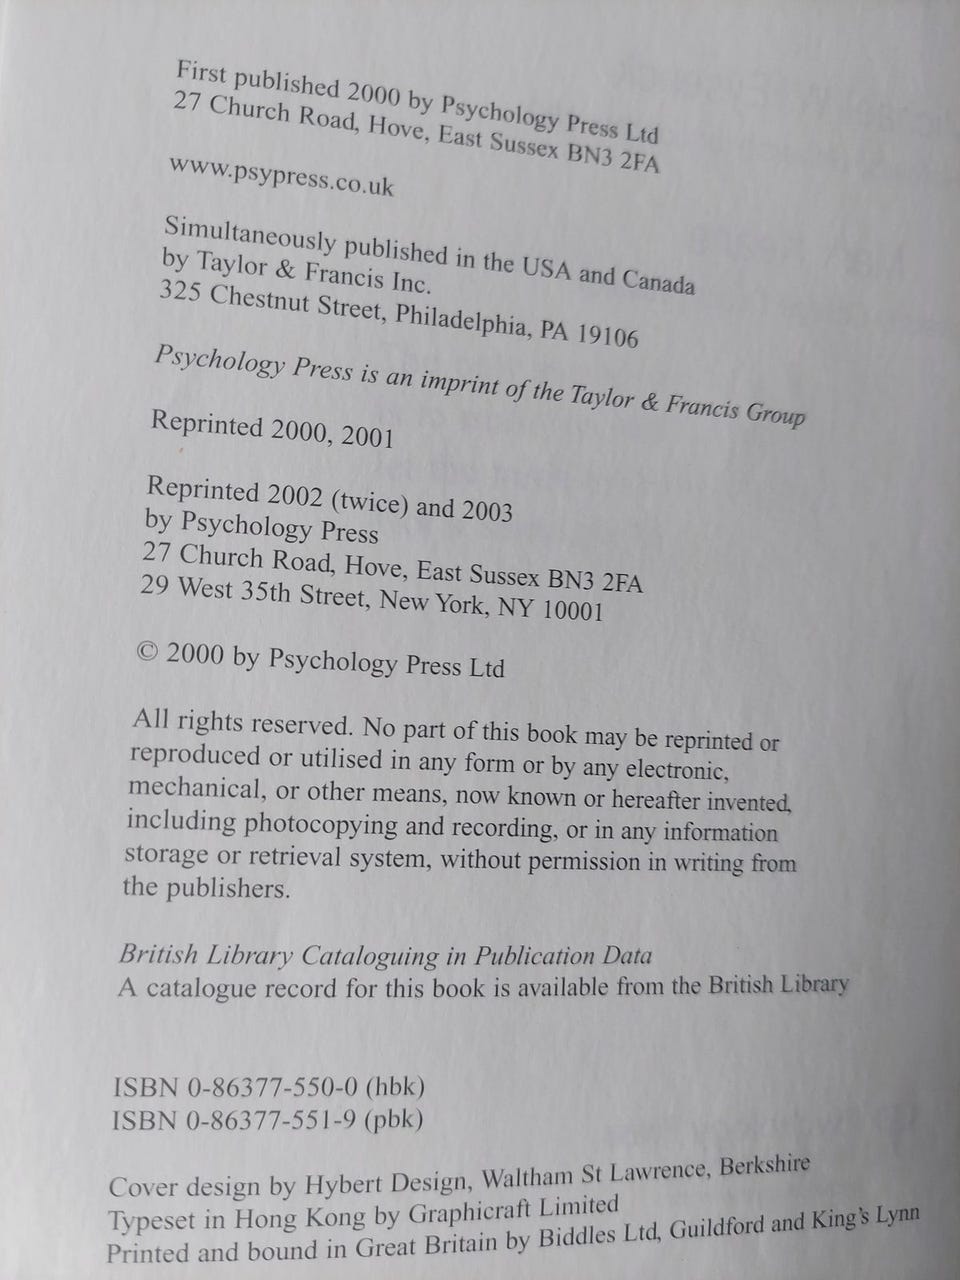 First published 2000 by Psychology Press Ltd
27 Church Road, Hove, East Sussex BN3 2FA
www.psypress.co.uk
Simultaneously published in the USA and Canada
by Taylor & Francis Inc.
325 Chestnut Street, Philadelphia, PA 19106
Psychology Press is an imprint of the Taylor & Francis Group
Reprinted 2000, 2001
Reprinted 2002 (twice) and 2003
by Psychology Press
27 Church Road, Hove, East Sussex BN3 2FA
29 West 35th Street, New York, NY 10001
© 2000 by Psychology Press Ltd
All rights reserved. No part of this book may be reprinted or
reproduced or utilised in any form or by any electronic,
mechanical, or other means, now known or hereafter invented,
including photocopying and recording, or in any information
storage or retrieval system, without permission in writing from
the publishers.
British Library Cataloguing in Publication Data
A catalogue record for this book is available from the British Library
ISBN 0-86377-550-0 (hbk)
ISBN 0-86377-551-9 (pbk)
Cover design by Hybert Design, Waltham St Lawrence, Berkshire
Typeset in Hong Kong by Graphicraft Limited
Printed and bound in Great Britain by Biddles Ltd, Guildford and King's Lynn